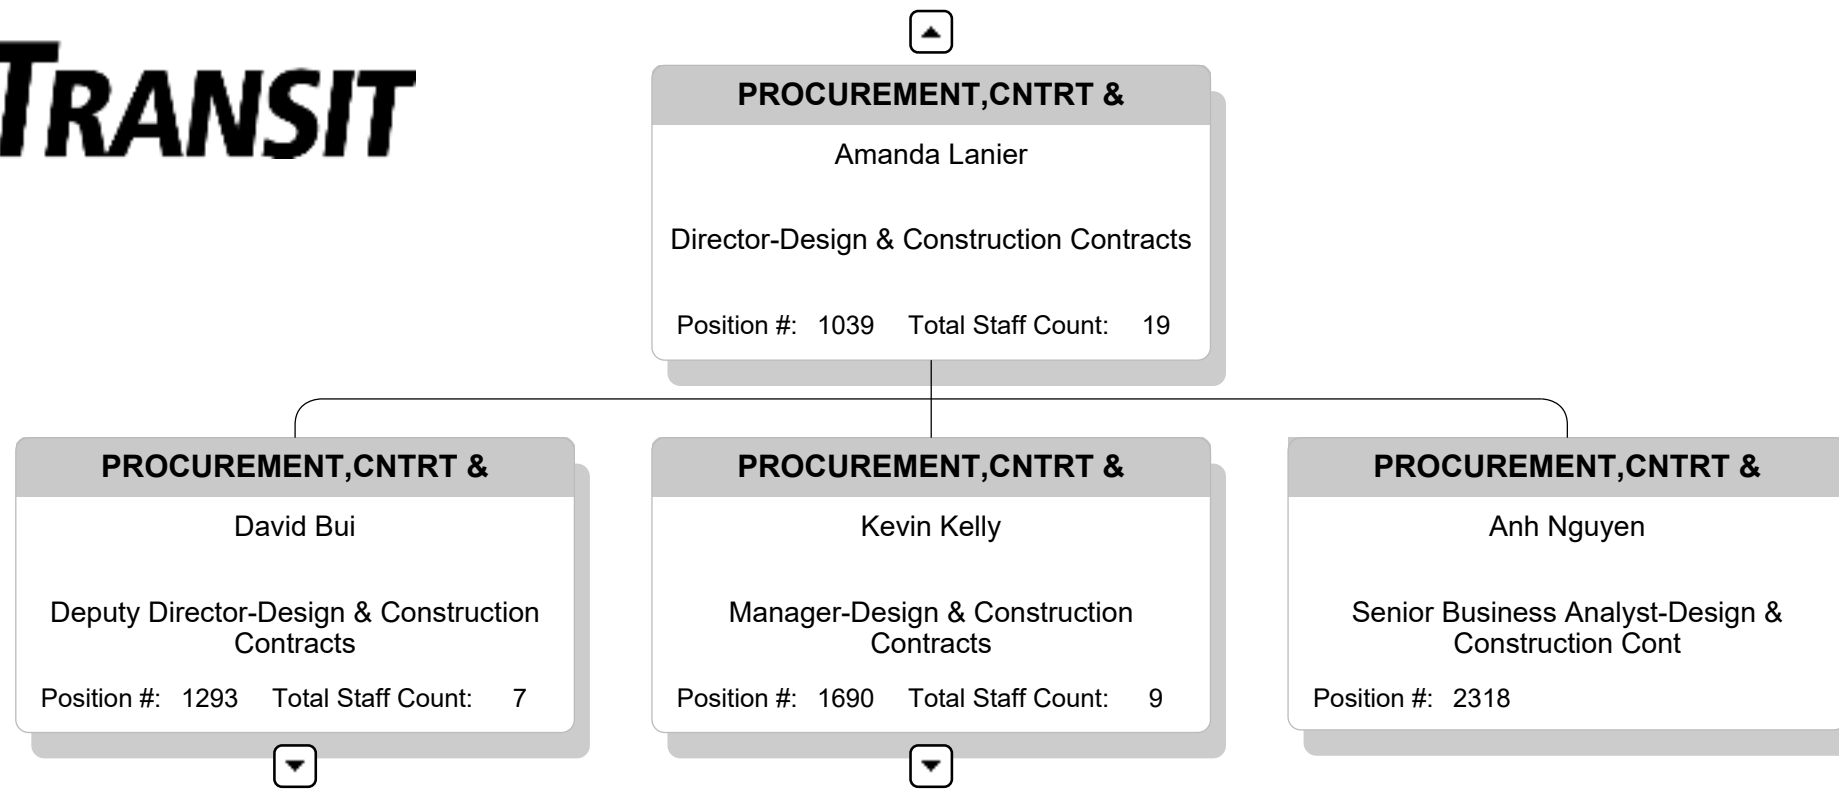 TRANSIT
PROCUREMENT,CNTRT &
Amanda Lanier
Director-Design & Construction Contracts
Position #: 1039 Total Staff Count: 19
PROCUREMENT,CNTRT &
David Bui
Deputy Director-Design & Construction
Contracts
Position #: 1293 Total Staff Count: 7
PROCUREMENT,CNTRT &
Kevin Kelly
Manager-Design & Construction
Contracts
Position #: 1690 Total Staff Count: 9
PROCUREMENT,CNTRT &
Anh Nguyen
Senior Business Analyst-Design &
Construction Cont
Position #: 2318